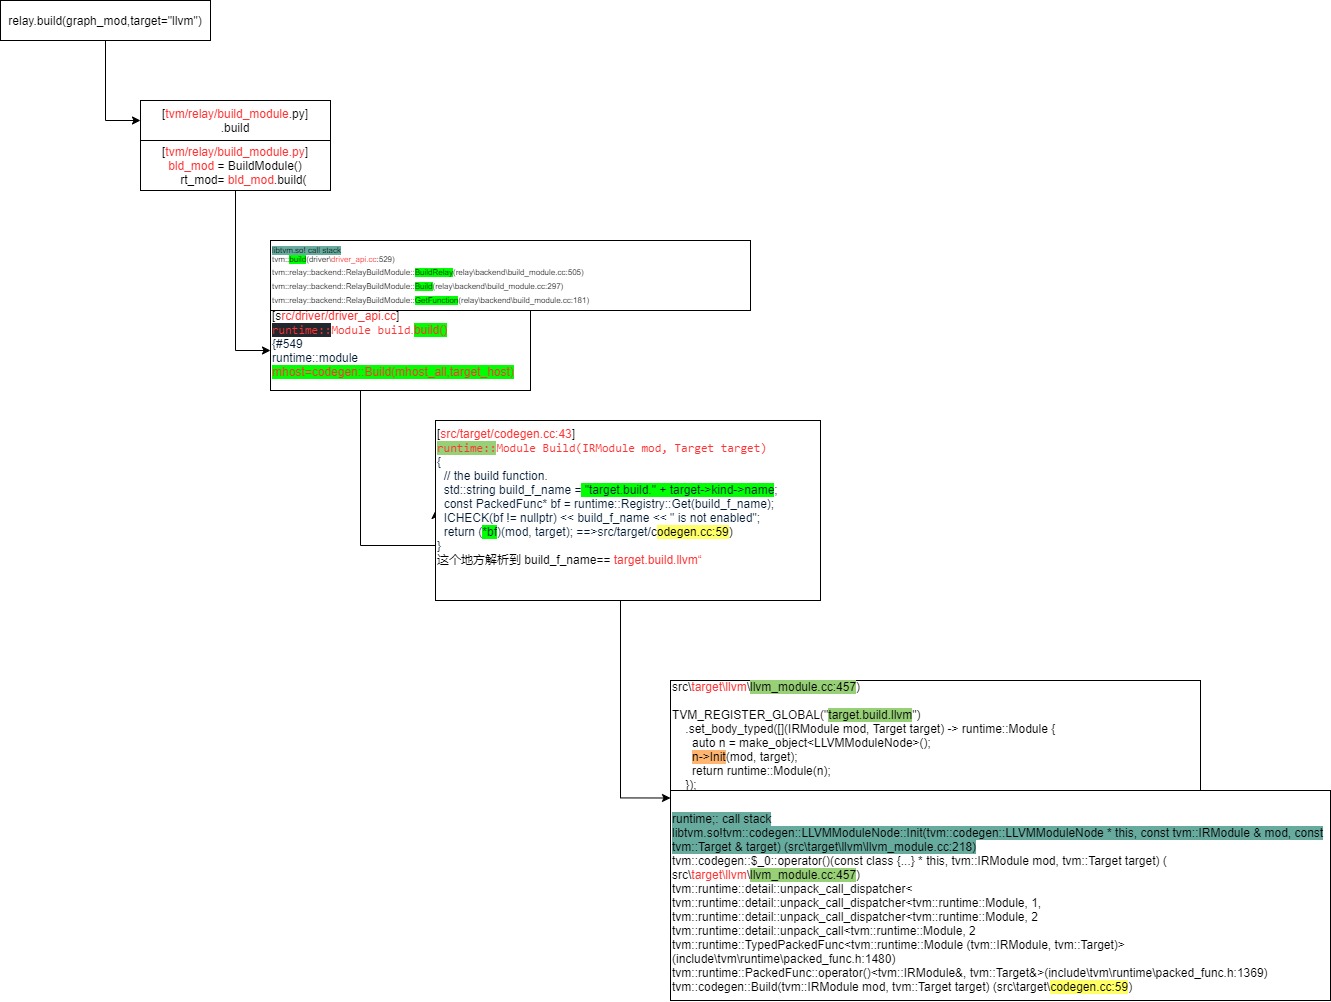 relay.build(graph_mod,target="llvm")
[tvm/relay/build_module.py]
.build
[tvm/relay/build_module.py]
bld_mod = BuildModule()
rt_mod= bld_mod.build(
libtvm.so! call stack
tvm::build(driver\driver_api.cc:529)
tvm::relay::backend::RelayBuildModule::BuildRelay(relay\backend\build_module.cc:505)
tvm::relay::backend::RelayBuildModule::Build(relay\backend\build_module.cc:297)
tvm::relay::backend::RelayBuildModule::GetFunction(relay\backend\build_module.cc:181)
[src/driver/driver_api.cc]
runtime::Module build.build()
{#549
runtime::module
mhost=codegen::Build(mhost_all,target_host)
[src/target/codegen.cc:43]
runtime::Module Build(IRModule mod, Target target)
{
// the build function.
std::string build_f_name = "target.build." + target->kind->name;
const PackedFunc* bf = runtime::Registry::Get(build_f_name);
ICHECK(bf != nullptr) << build_f_name << " is not enabled";
return (*bf)(mod, target); ==>src/target/codegen.cc:59)
}
这个地方解析到 build_f_name== target.build.llvm“
src\target\llvm\llvm_module.cc:457)
TVM_REGISTER_GLOBAL("target.build.llvm")
.set_body_typed([](IRModule mod, Target target) -> runtime::Module {
auto n = make_object<LLVMModuleNode>();
n->Init(mod, target);
return runtime::Module(n);
});
runtime;: call stack
libtvm.so!tvm::codegen::LLVMModuleNode::Init(tvm::codegen::LLVMModuleNode * this, const tvm::IRModule & mod, const
tvm::Target & target) (src\target\llvm\llvm_module.cc:218)
tvm::codegen::$_0::operator()(const class {...} * this, tvm::IRModule mod, tvm::Target target) (
src\target\llvm\llvm_module.cc:457)
tvm::runtime::detail::unpack_call_dispatcher<
tvm::runtime::detail::unpack_call_dispatcher<tvm::runtime::Module, 1,
tvm::runtime::detail::unpack_call_dispatcher<tvm::runtime::Module, 2
tvm::runtime::detail::unpack_call<tvm::runtime::Module, 2
tvm::runtime::TypedPackedFunc<tvm::runtime::Module (tvm::IRModule, tvm::Target)>
(include\tvm\runtime\packed_func.h:1480)
tvm::runtime::PackedFunc::operator()<tvm::IRModule&, tvm::Target&>(include\tvm\runtime\packed_func.h:1369)
tvm::codegen::Build(tvm::IRModule mod, tvm::Target target) (src\target\codegen.cc:59)